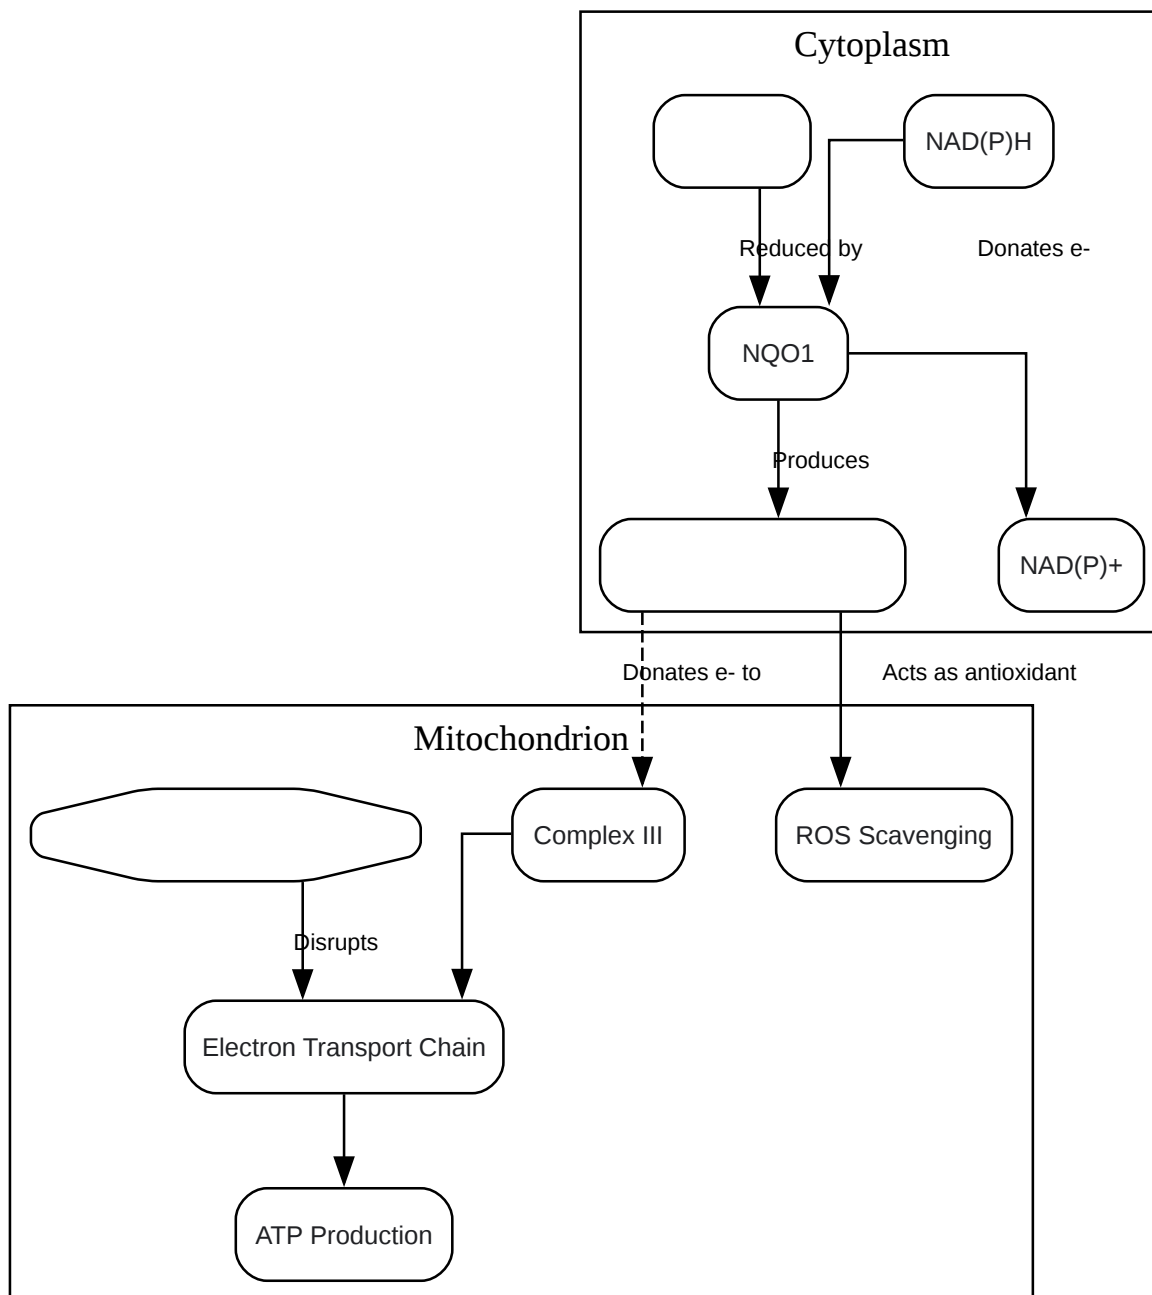 Cytoplasm
NAD(P)H
Reduced by
Donates e-
NQO1
Produces
NAD(P)+
Donates e- to
Acts as antioxidant
Mitochondrion
Complex III
ROS Scavenging
Disrupts
Electron Transport Chain
ATP Production